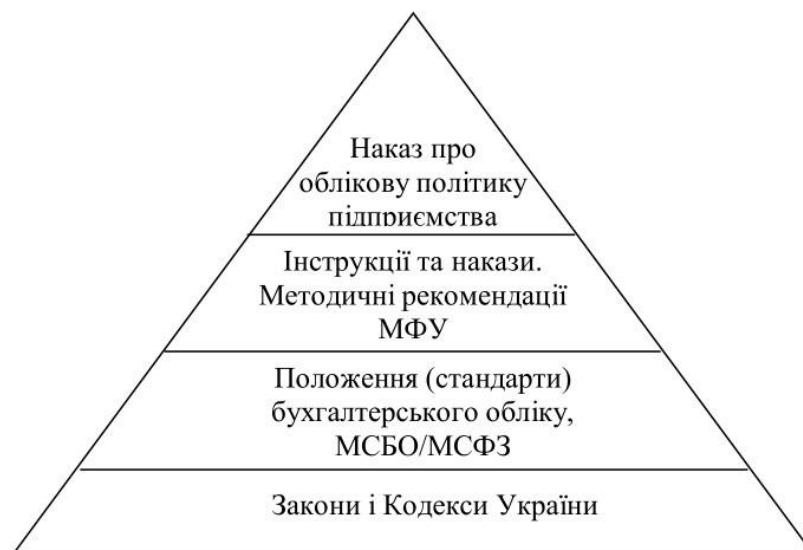 Наказ про
облікову політику
підприємства
Інструкції та накази.
Методичні рекомендації
МФУ
Положення (стандарти)
бухгалтерського обліку,
МСБО/МСФЗ
Закони і Кодекси України